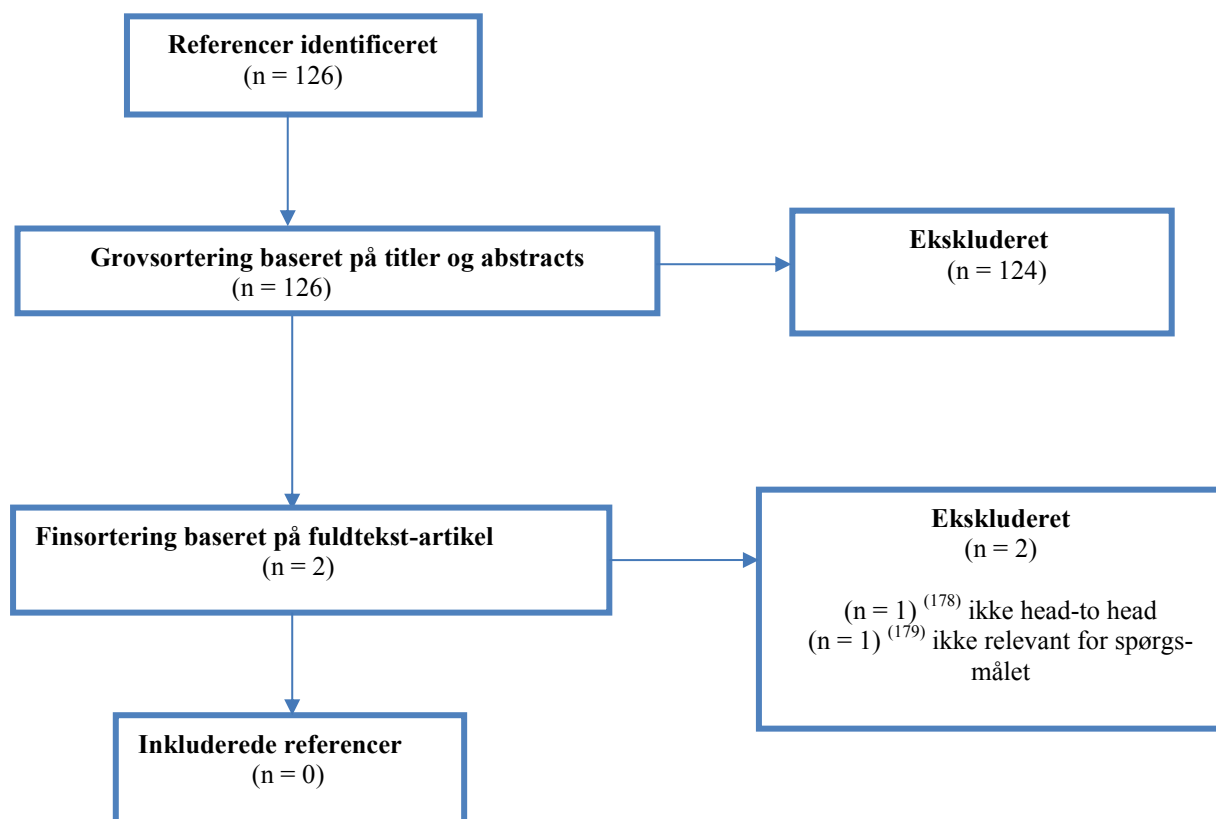 Referencer identificeret
(n = 126)
Grovsortering baseret på titler og abstracts
(n = 126)
Ekskluderet
(n = 124)
Finsortering baseret på fuldtekst-artikel
(n = 2)
Ekskluderet
(n = 2)
(n = 1) (178) ikke head-to head
(n = 1) (179) ikke relevant for spørgs-
målet
Inkluderede referencer
(n = 0)